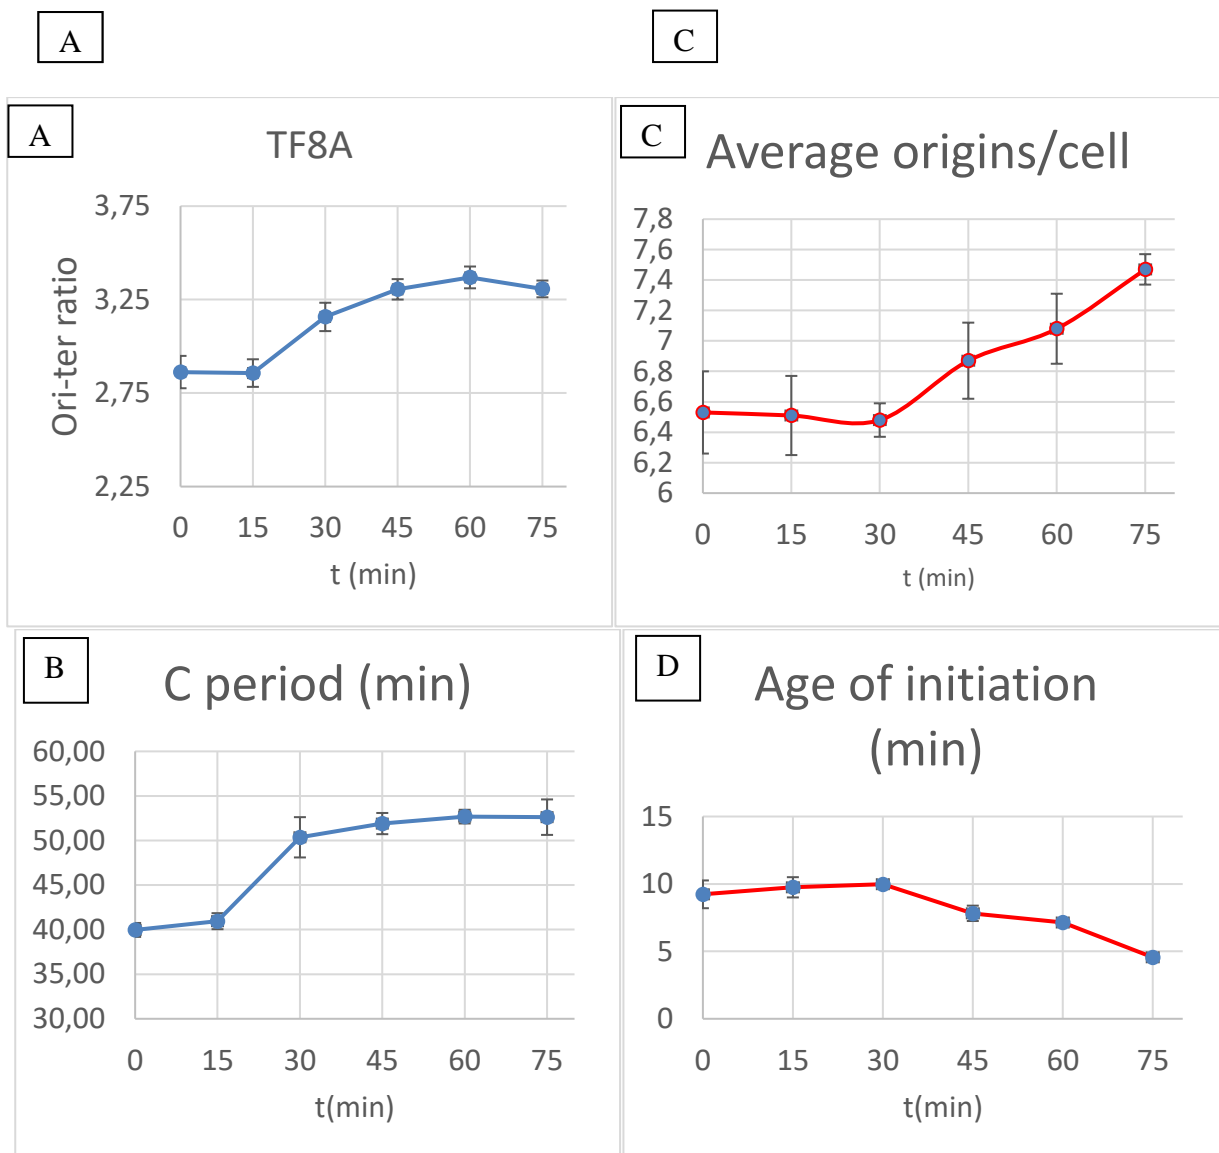 A
C
A
TF8A
Ori-ter ratio
3,75
3,25
2,75
2,25
0 15 30 45 60 75
t (min)
C
Average origins/cell
7,8
7,6
7,4
7,2
7
6,8
6,6
6,4
6,2
6
0 15 30 45 60 75
t (min)
B
C period (min)
60,00
55,00
50,00
45,00
40,00
35,00
30,00
0 15 30 45 60 75
t(min)
D
Age of initiation
(min)
15
10
5
0
0 15 30 45 60 75
t(min)